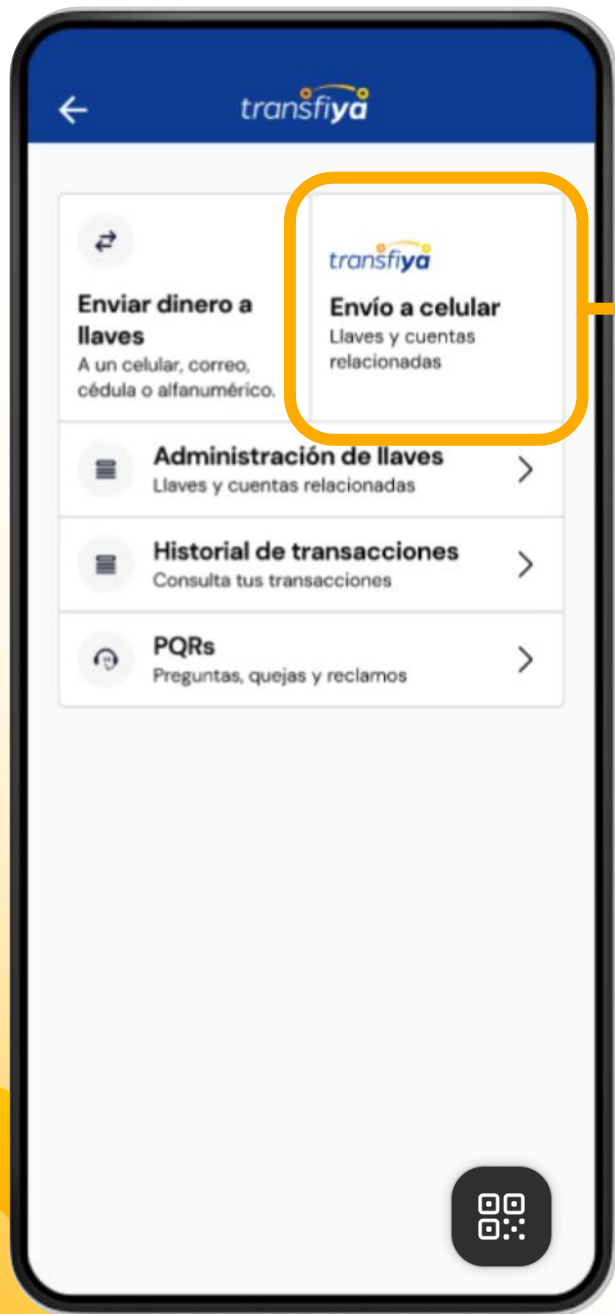 transfiya
Enviar dinero a
llaves
A un celular, correo,
cédula o alfanumérico.
transfiya
Envío a celular
Llaves y cuentas
relacionadas
Administración de llaves
Llaves y cuentas relacionadas
Historial de transacciones
Consulta tus transacciones
PQRs
Preguntas, quejas y reclamos